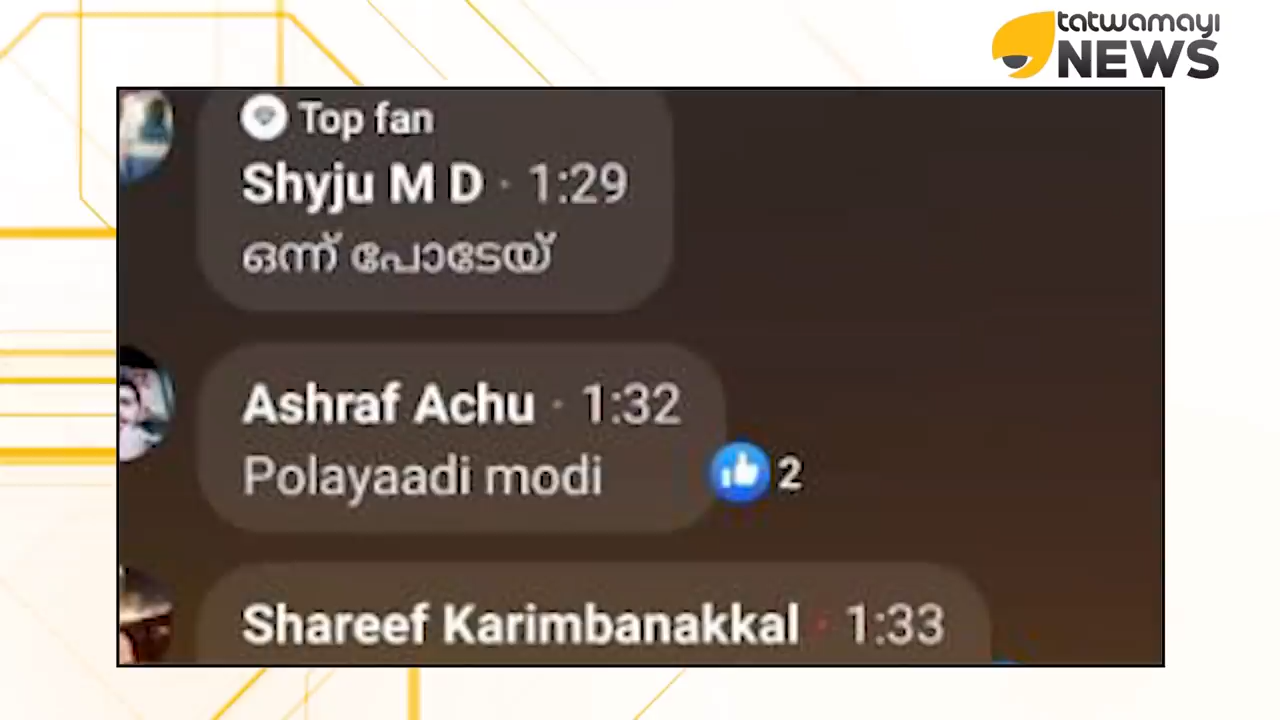 tatwamayi
NEWS
Top fan
Shyju M D · 1:29
ഒന്ന് പോടേയ്
Ashraf Achu · 1:32
Polayaadi modi
2
Shareef Karimbanakkal · 1:33